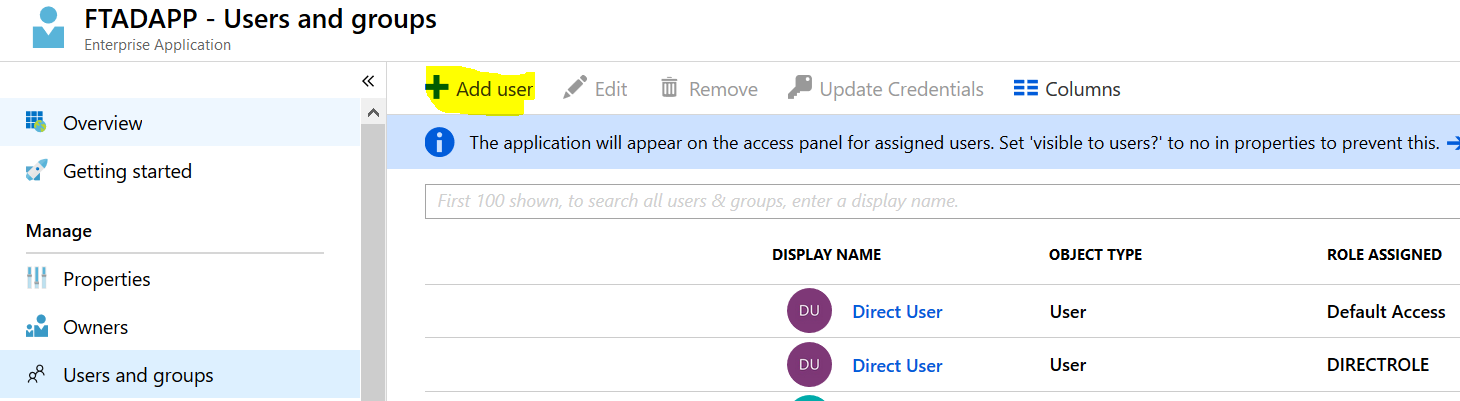 FTADAPP - Users and groups
Enterprise Application
«
Overview
Getting started
Manage
Properties
Owners
Users and groups
Add user Edit Remove Update Credentials Columns
The application will appear on the access panel for assigned users. Set 'visible to users?' to no in properties to prevent this.
First 100 shown, to search all users & groups, enter a display name.
DISPLAY NAME OBJECT TYPE ROLE ASSIGNED
DU Direct User User Default Access
DU Direct User User DIRECTROLE